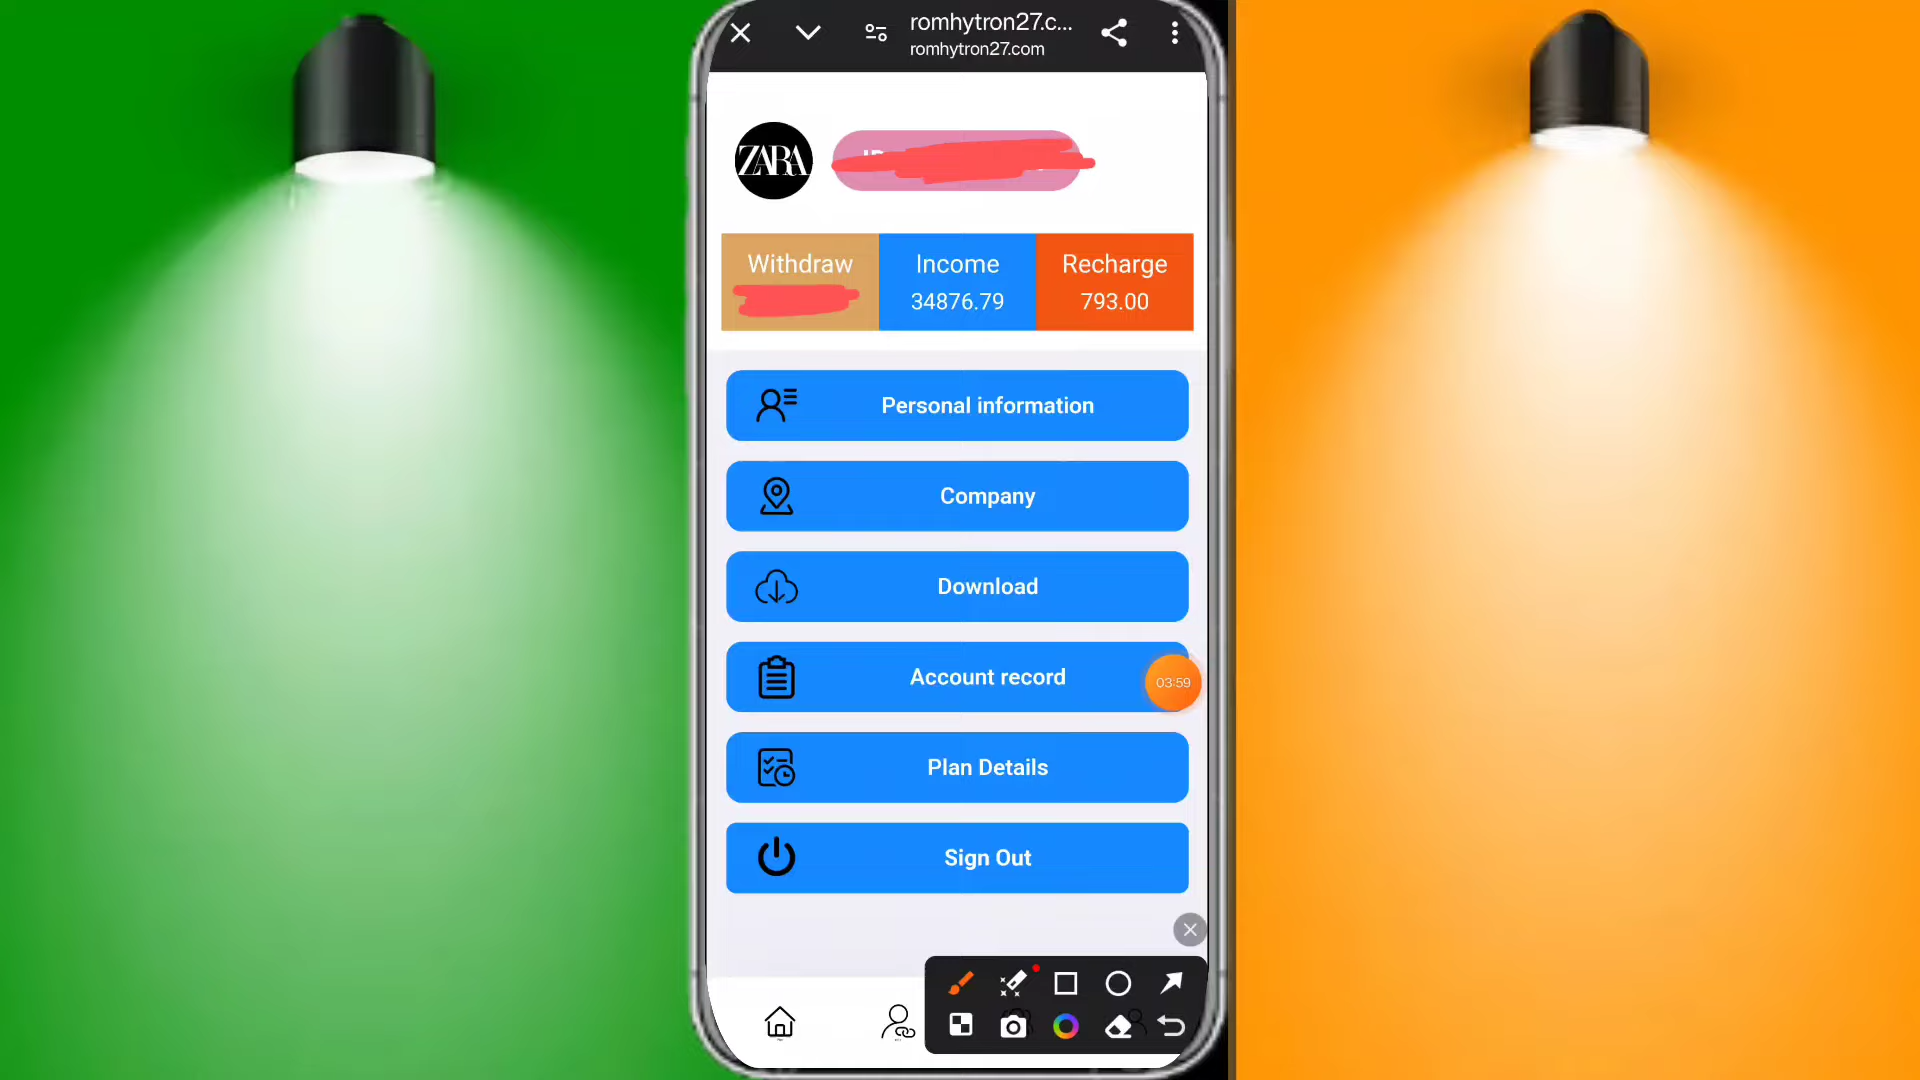 romhytron27.c...
romhytron27.com
ZARA
Withdraw
Income
34876.79
Recharge
793.00
Personal information
Company
Download
Account record
03:59
Plan Details
Sign Out